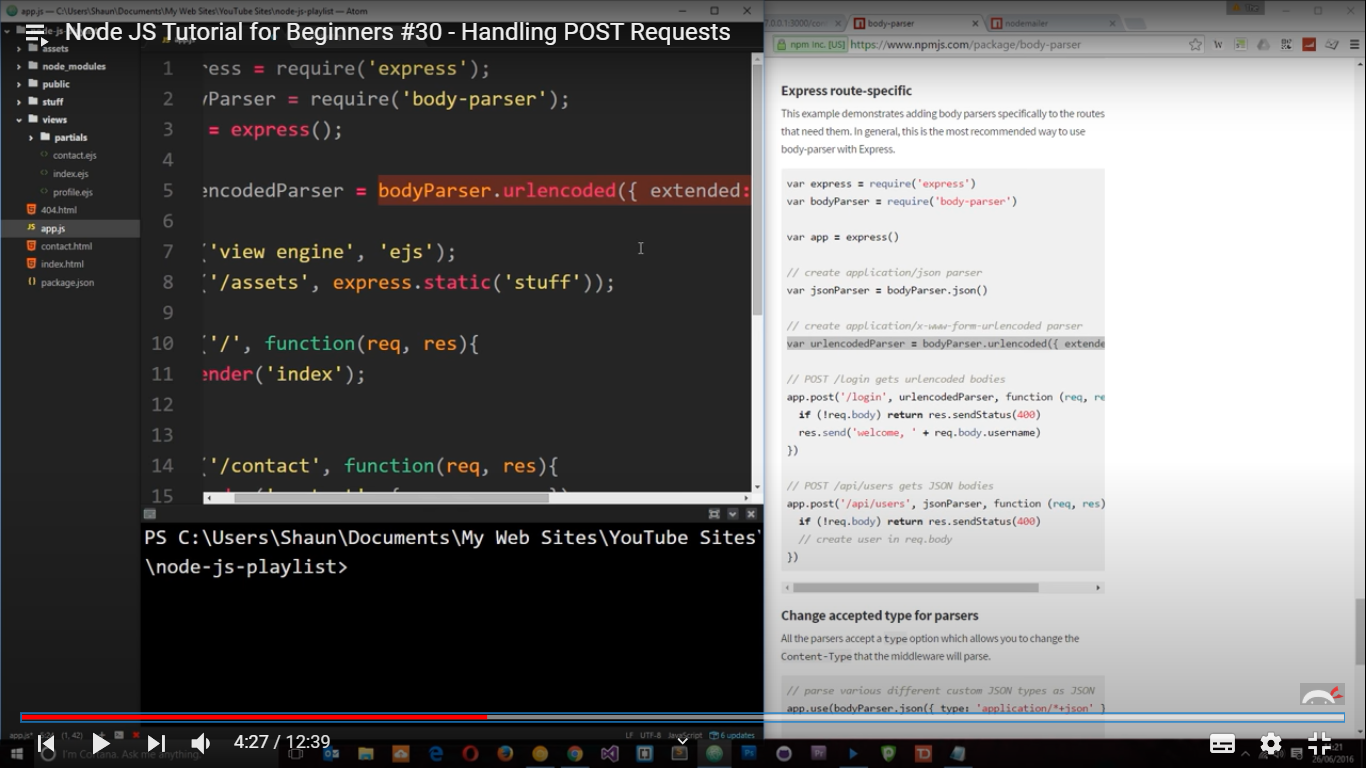 app.js — C:\Users\Shaun\Documents\My Web Sites\YouTube Sites\node-js-playlist — Atom
Node JS Tutorial for Beginners #30 - Handling POST Requests
body-parser
nodemailer
npm Inc. [US]
https://www.npmjs.com/package/body-parser
assets
node_modules
public
stuff
views
partials
contact.ejs
index.ejs
profile.ejs
404.html
app.js
contact.html
index.html
package.json
1 ress = require('express');
2 yParser = require('body-parser');
3 = express();
4
5 encodedParser = bodyParser.urlencoded({ extended:
6
7 ('view engine', 'ejs');
8 ('/assets', express.static('stuff'));
9
10 ('/', function(req, res){
11 ender('index');
12
13
14 ('/contact', function(req, res){
15
PS C:\Users\Shaun\Documents\My Web Sites\YouTube Sites
\node-js-playlist>
Express route-specific
This example demonstrates adding body parsers specifically to the routes
that need them. In general, this is the most recommended way to use
body-parser with Express.
var express = require('express')
var bodyParser = require('body-parser')
var app = express()
// create application/json parser
var jsonParser = bodyParser.json()
// create application/x-www-form-urlencoded parser
var urlencodedParser = bodyParser.urlencoded({ extende
// POST /login gets urlencoded bodies
app.post('/login', urlencodedParser, function (req, re
if (!req.body) return res.sendStatus(400)
res.send('welcome, ' + req.body.username)
})
// POST /api/users gets JSON bodies
app.post('/api/users', jsonParser, function (req, res)
if (!req.body) return res.sendStatus(400)
// create user in req.body
})
Change accepted type for parsers
All the parsers accept a type option which allows you to change the
Content-Type that the middleware will parse.
// parse various different custom JSON types as JSON
app.use(bodyParser.json({ type: 'application/*+json' }
app.js* (1, 42)
LF UTF-8 JavaScript 6 updates
4:27 / 12:39
I'm Cortana. Ask me anything.
26/06/2016